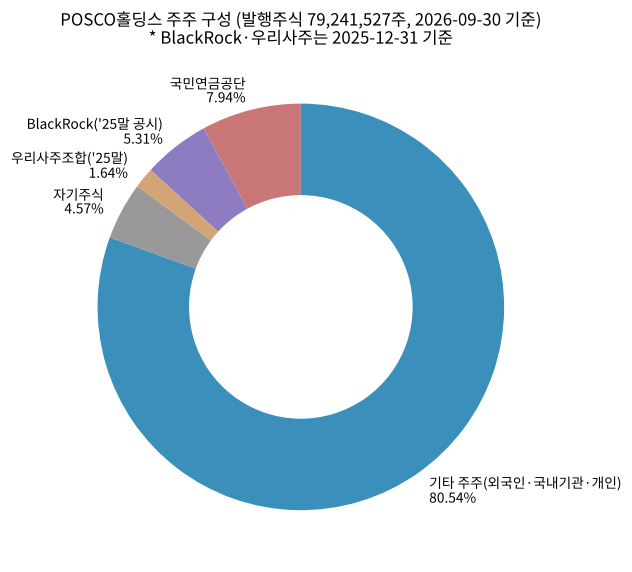 POSCO홀딩스 주주 구성 (발행주식 79,241,527주, 2026-09-30 기준)
* BlackRock·우리사주는 2025-12-31 기준
국민연금공단
7.94%
BlackRock('25말 공시)
5.31%
우리사주조합('25말)
1.64%
자기주식
4.57%
기타 주주(외국인·국내기관·개인)
80.54%